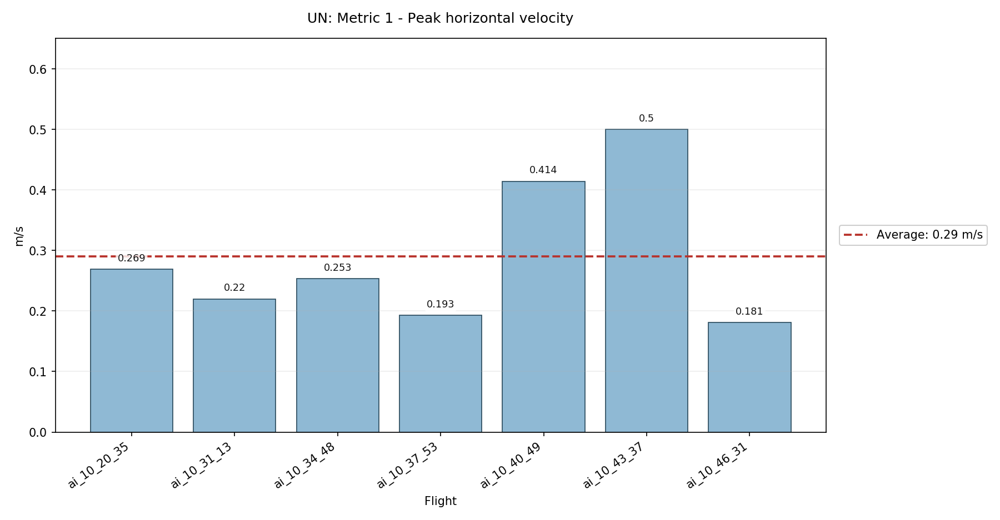 UN: Metric 1 - Peak horizontal velocity
m/s
0.6
0.5
0.4
0.3
0.2
0.1
0.0
0.269
0.22
0.253
0.193
0.414
0.5
0.181
Average: 0.29 m/s
ai_10_20_35
ai_10_31_13
ai_10_34_48
ai_10_37_53
ai_10_40_49
ai_10_43_37
ai_10_46_31
Flight